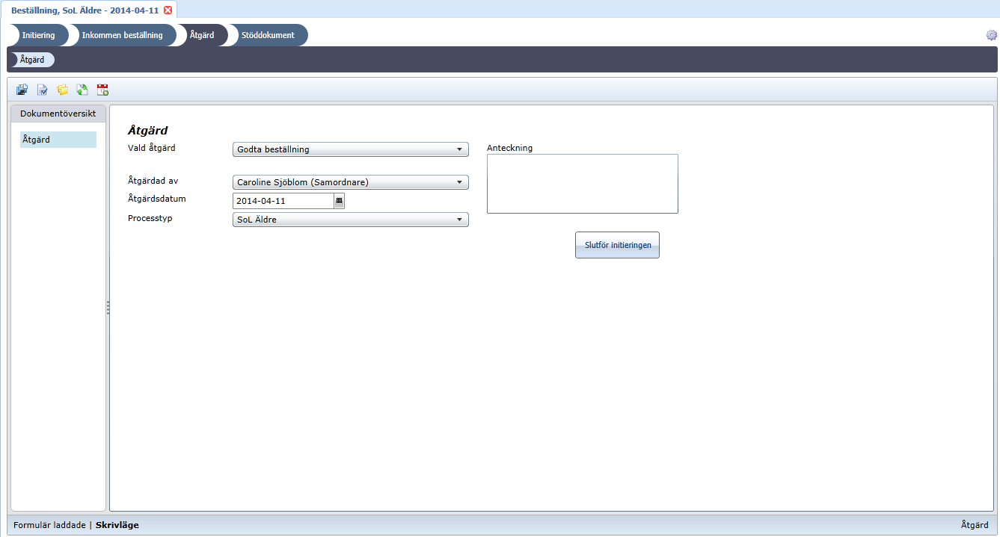 Beställning, SoL Äldre - 2014-04-11
Initiering Inkommen beställning Åtgärd Stöddokument
Åtgärd
Dokumentöversikt
Åtgärd
Åtgärd
Vald åtgärd Godta beställning Anteckning
Åtgärdad av Caroline Sjöblom (Samordnare)
Åtgärdsdatum 2014-04-11
Processtyp SoL Äldre
Slutför initieringen
Formulär laddade | Skrivläge Åtgärd